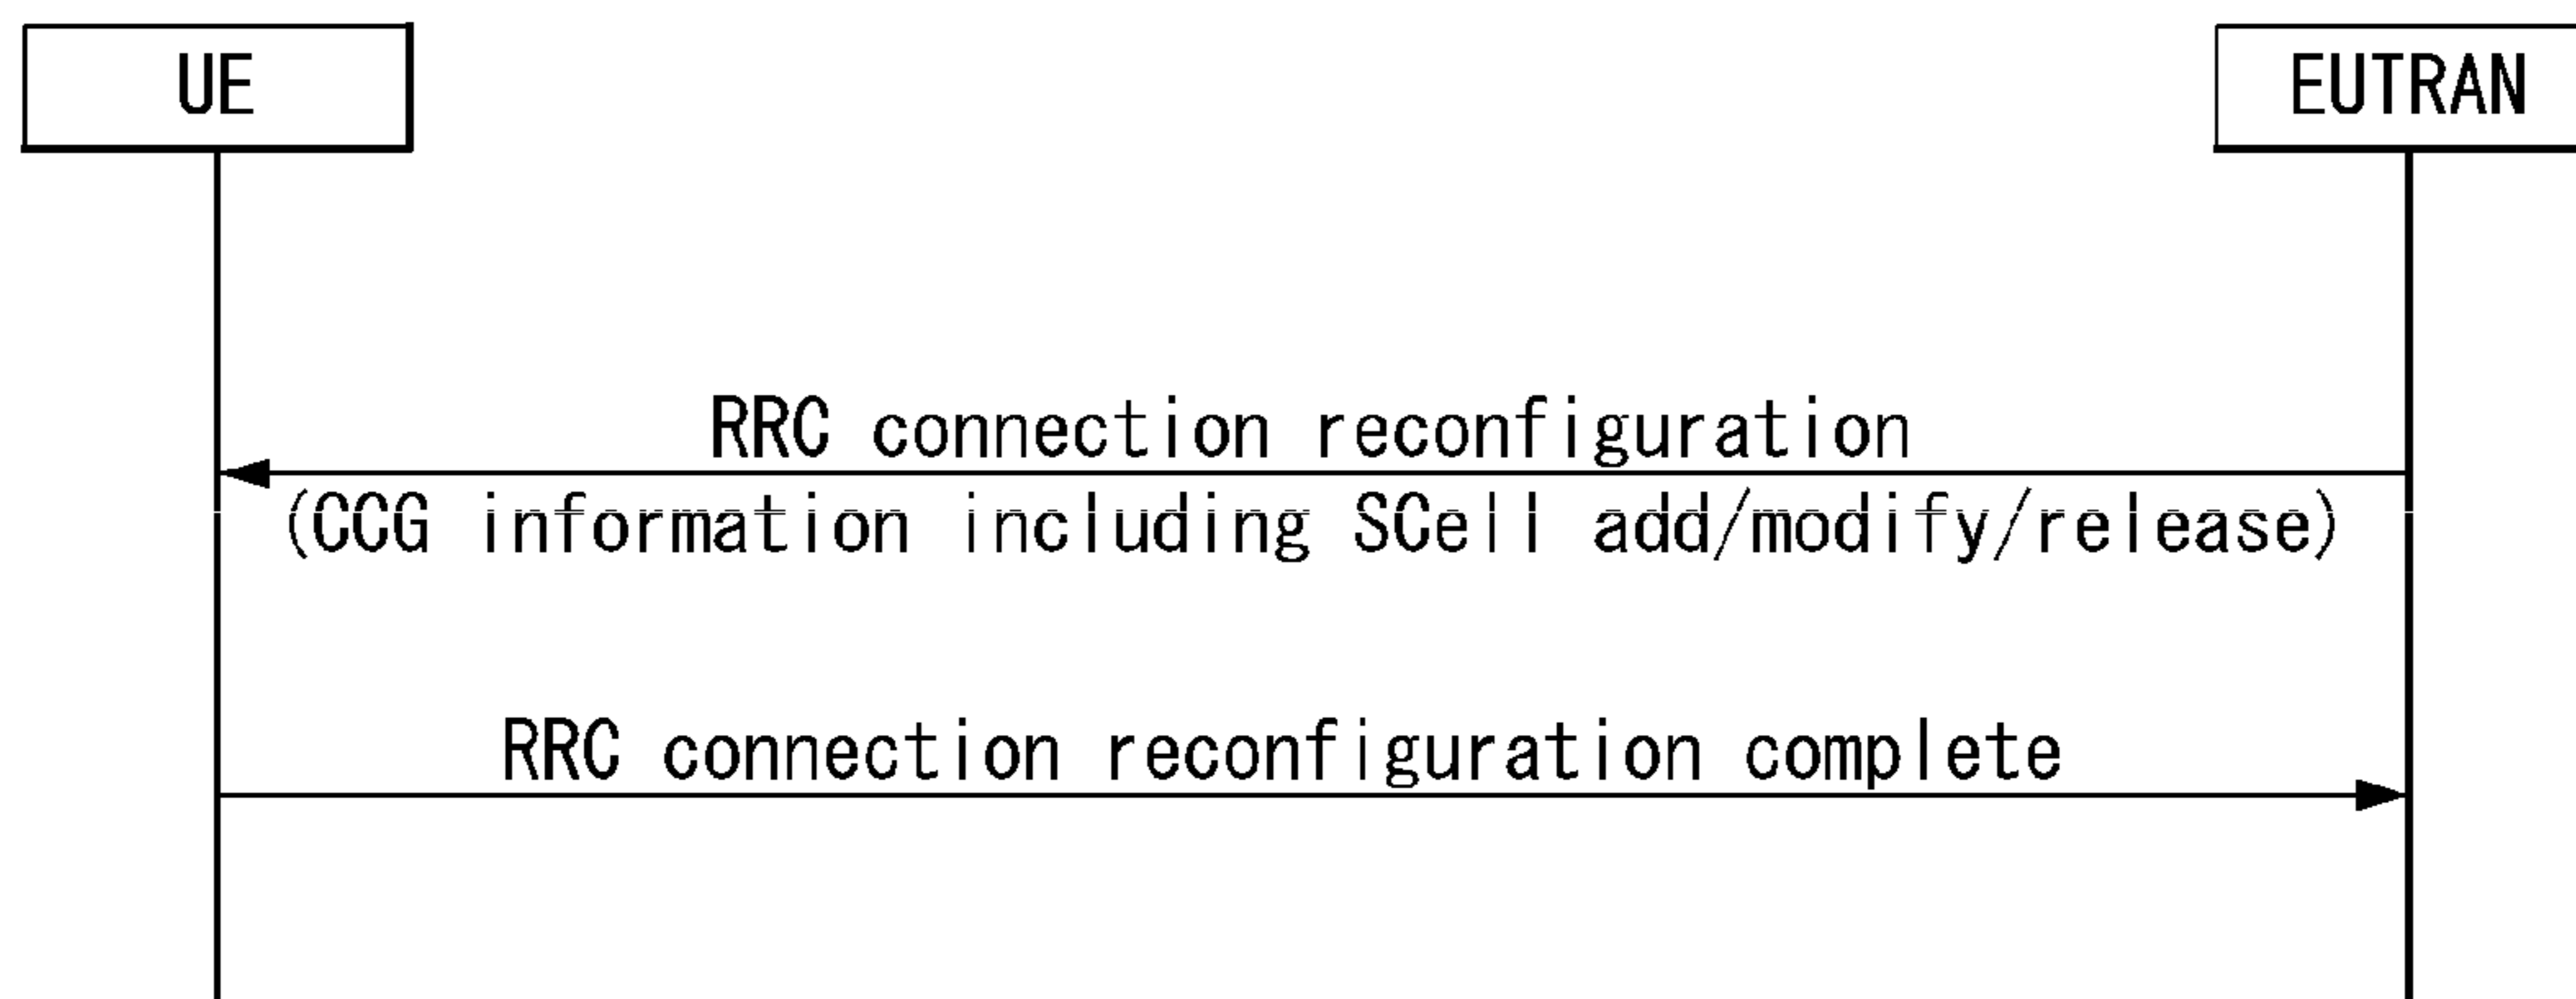 UE
EUTRAN
RRC connection reconfiguration
(CCG information including SCell add/modify/release)
RRC connection reconfiguration complete